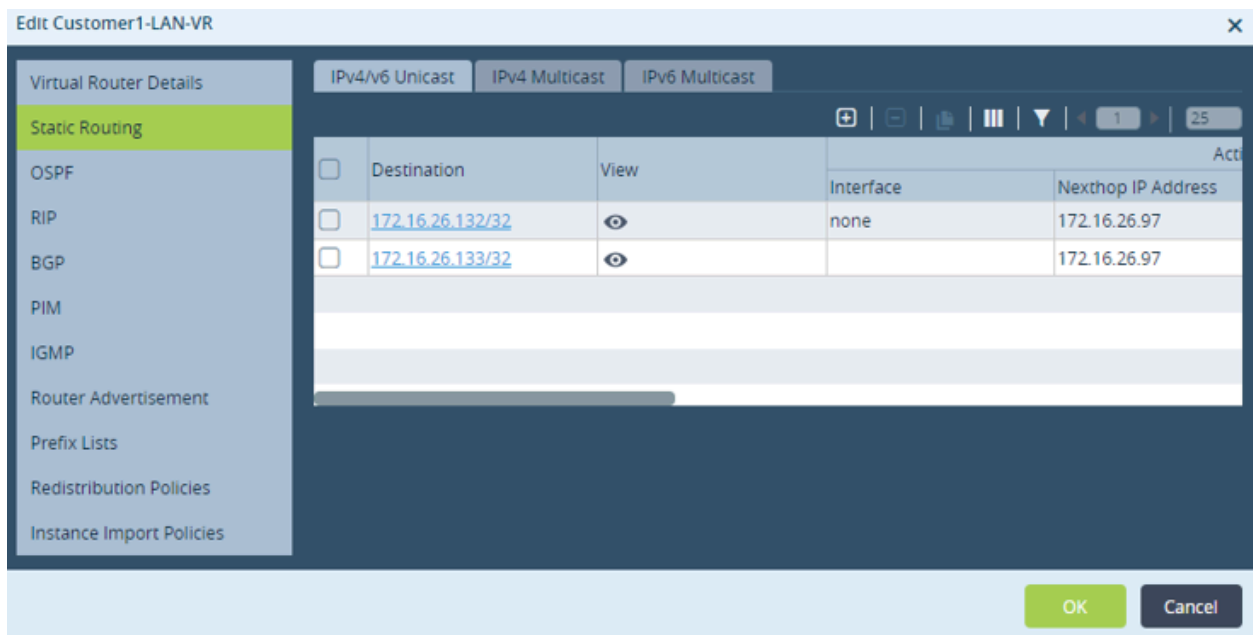 Edit Customer1-LAN-VR
Virtual Router Details
Static Routing
OSPF
RIP
BGP
PIM
IGMP
Router Advertisement
Prefix Lists
Redistribution Policies
Instance Import Policies
IPv4/v6 Unicast IPv4 Multicast IPv6 Multicast
1 25
Destination View Acti
Interface Nexthop IP Address
172.16.26.132/32 none 172.16.26.97
172.16.26.133/32 172.16.26.97
OK Cancel